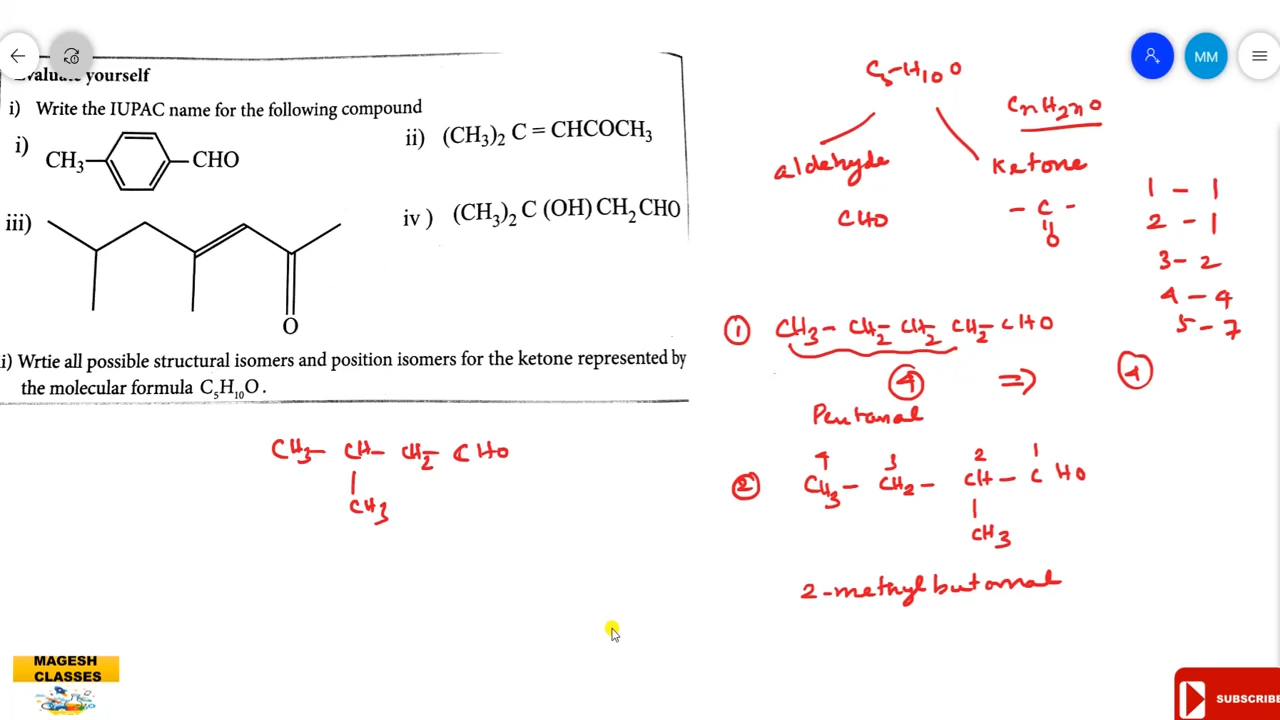 Evaluate yourself
i) Write the IUPAC name for the following compound
i) CH₃ CHO
ii) (CH₃)₂ C = CHCOCH₃
iii) O
iv ) (CH₃)₂ C (OH) CH₂CHO
i) Wrtie all possible structural isomers and position isomers for the ketone represented by
the molecular formula C₅H₁₀O.
CH₃- CH- CH₂- CHO
|
CH₃
MM
C₅H₁₀O
CnH2nO
aldehyde
ketone
CHO
- C -
||
O
1 - 1
2 - 1
3 - 2
4 - 4
5 - 7
① CH₃- CH₂- CH₂- CH₂- CHO
④ ⇒ ④
Pentanal
4 3 2 1
② CH₃- CH₂- CH- CHO
|
CH₃
2-methylbutanal
MAGESH
CLASSES
SUBSCRIBE